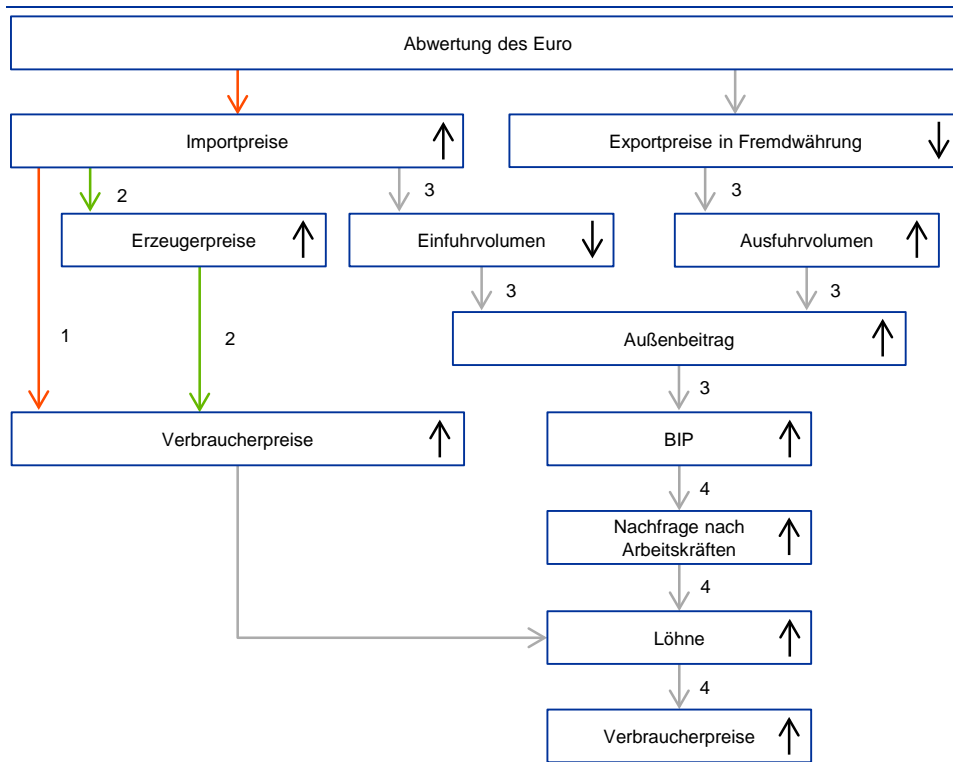 Abwertung des Euro
Importpreise
Exportpreise in Fremdwährung
2
3
3
Erzeugerpreise
Einfuhrvolumen
Ausfuhrvolumen
3
3
1
2
Außenbeitrag
3
Verbraucherpreise
BIP
4
Nachfrage nach
Arbeitskräften
4
Löhne
4
Verbraucherpreise